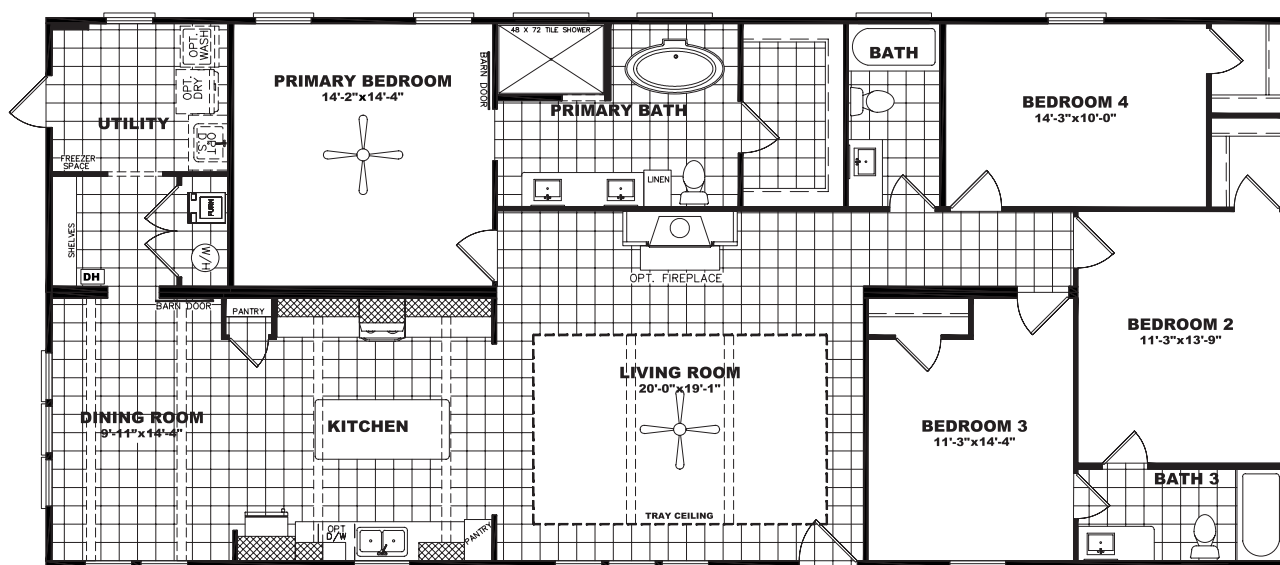 48 X 72 TILE SHOWER
OPT.
WASH
OPT.
DRY
OPT
D.S.
UTILITY
FREEZER
SPACE
SHELVES
FURN
W/H
DH
BARN DOOR
PRIMARY BEDROOM
14'-2"x14'-4"
BARN DOOR
PRIMARY BATH
LINEN
BATH
BEDROOM 4
14'-3"x10'-0"
OPT. FIREPLACE
PANTRY
BEDROOM 2
11'-3"x13'-9"
LIVING ROOM
20'-0"x19'-1"
DINING ROOM
9'-11"x14'-4"
KITCHEN
BEDROOM 3
11'-3"x14'-4"
BATH 3
TRAY CEILING
OPT
D/W
PANTRY